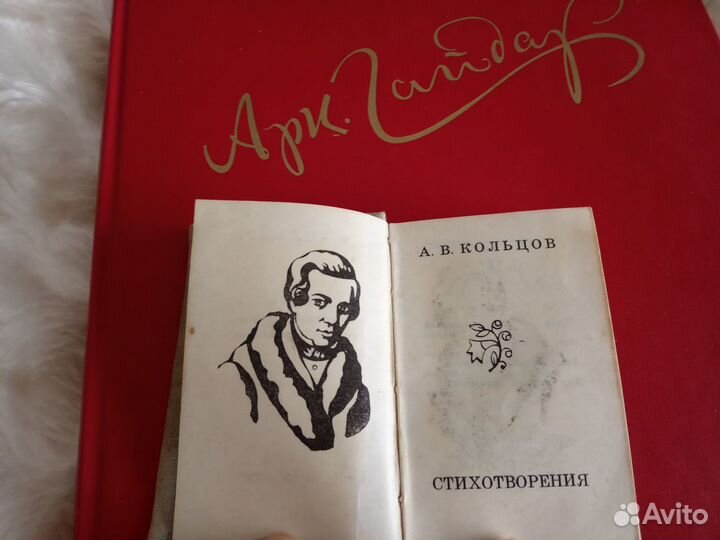 Арк. Гайдар
А. В. КОЛЬЦОВ
СТИХОТВОРЕНИЯ
Avito